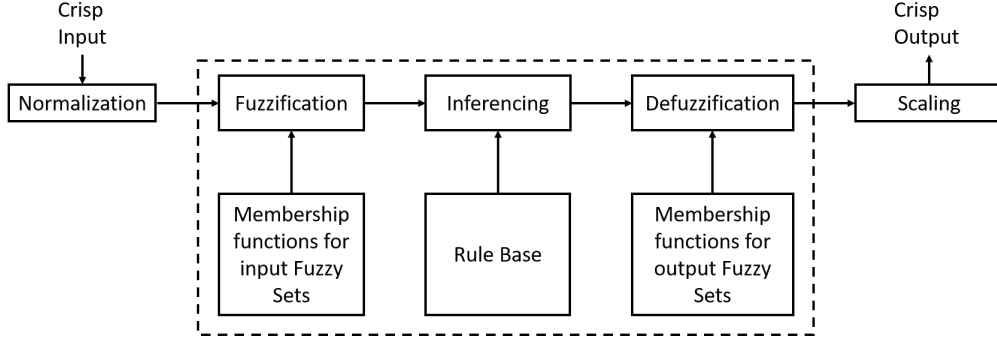 Crisp
Input
Crisp
Output
Normalization
Fuzzification
Inferencing
Defuzzification
Scaling
Membership
functions for
input Fuzzy
Sets
Rule Base
Membership
functions for
output Fuzzy
Sets